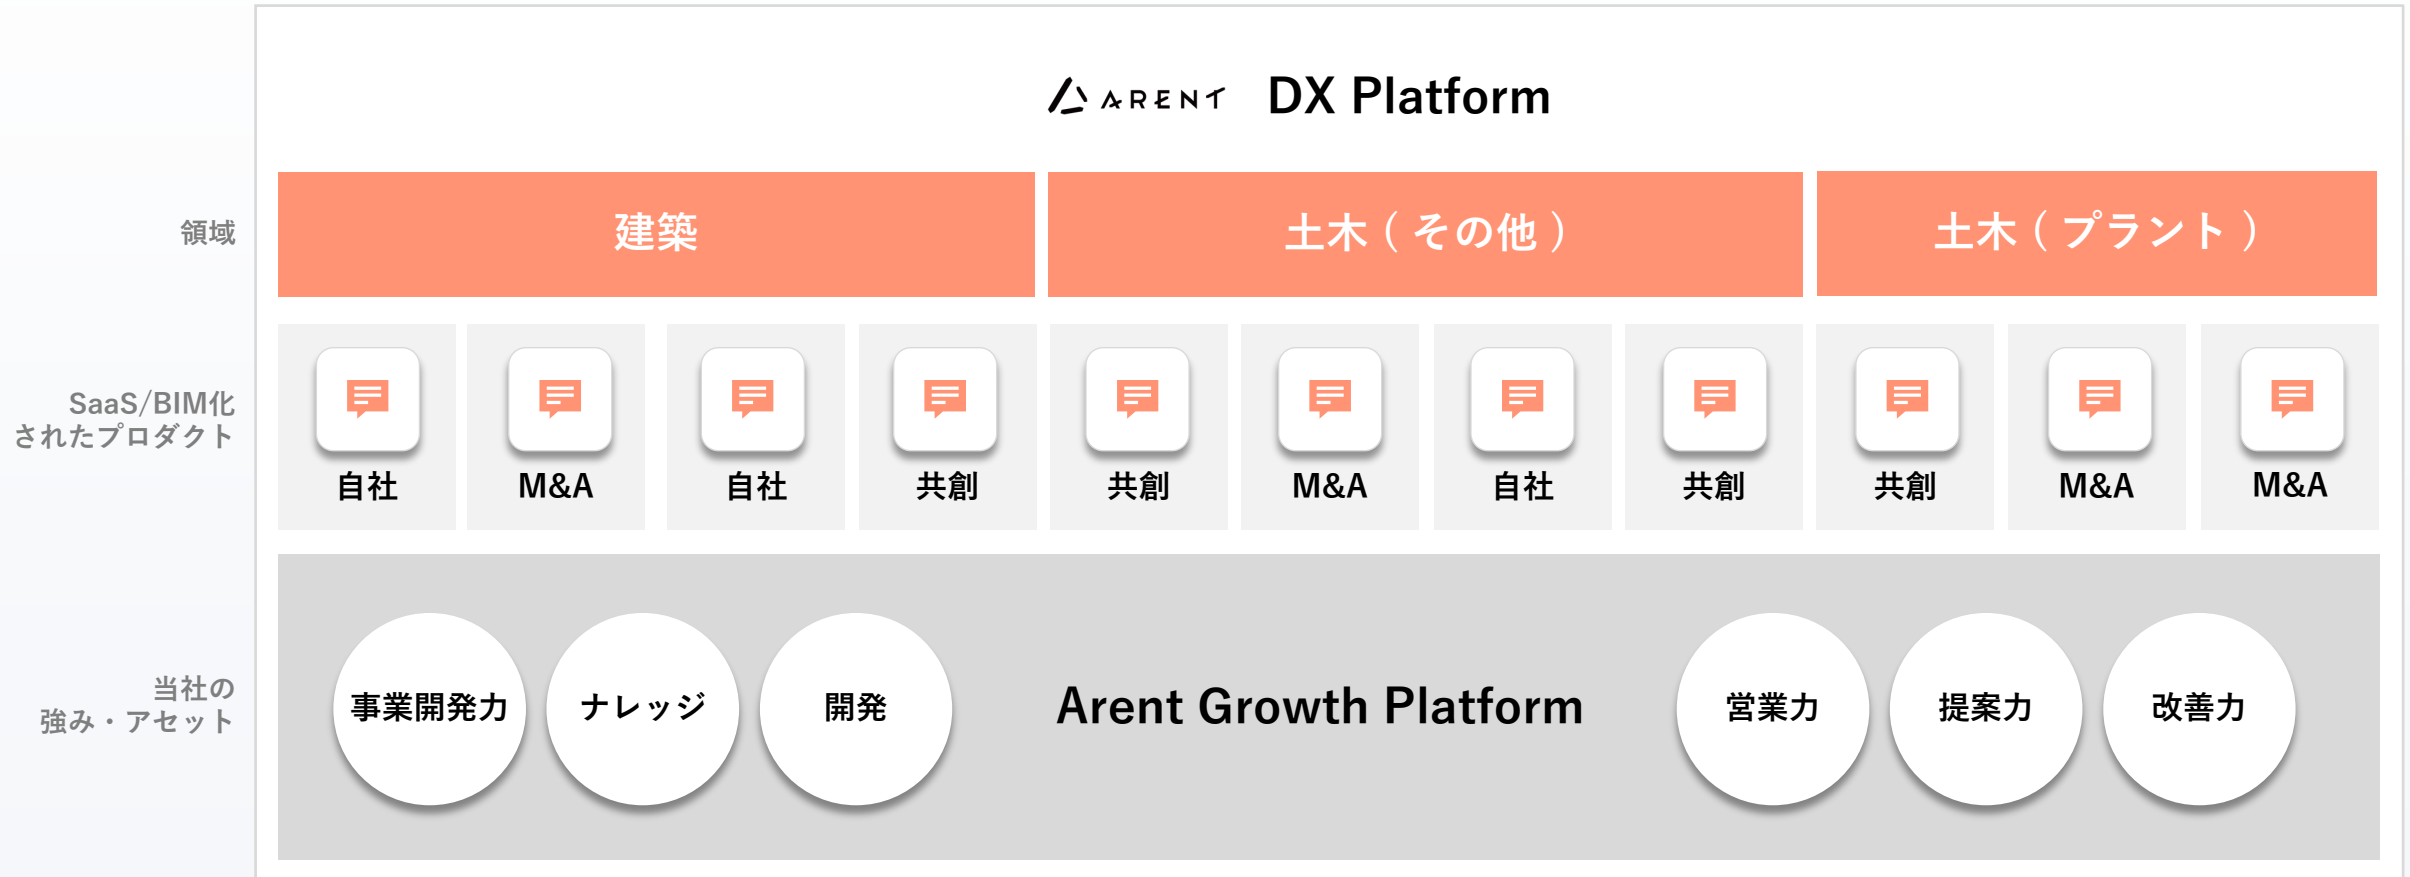 ARENT DX Platform
領域
建築
土木（その他）
土木（プラント）
SaaS/BIM化
されたプロダクト
自社
M&A
自社
共創
共創
M&A
自社
共創
共創
M&A
M&A
当社の
強み・アセット
事業開発力
ナレッジ
開発
Arent Growth Platform
営業力
提案力
改善力